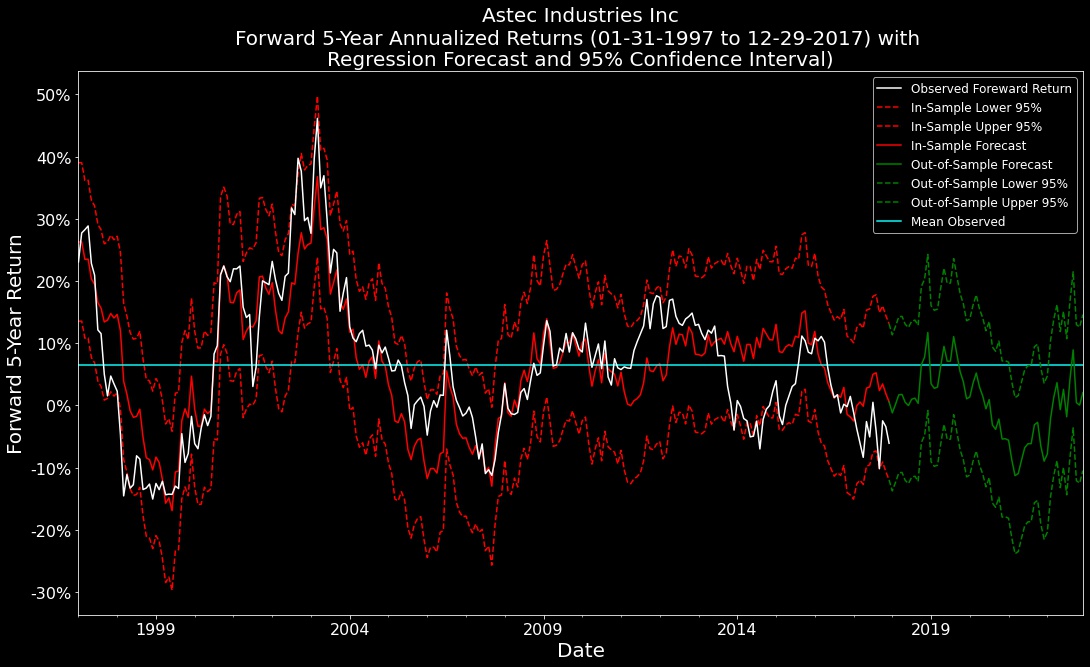 Astec Industries Inc
Forward 5-Year Annualized Returns (01-31-1997 to 12-29-2017) with
Regression Forecast and 95% Confidence Interval)
Forward 5-Year Return
50%
40%
30%
20%
10%
0%
-10%
-20%
-30%
Observed Foreward Return
In-Sample Lower 95%
In-Sample Upper 95%
In-Sample Forecast
Out-of-Sample Forecast
Out-of-Sample Lower 95%
Out-of-Sample Upper 95%
Mean Observed
1999
2004
2009
2014
2019
Date